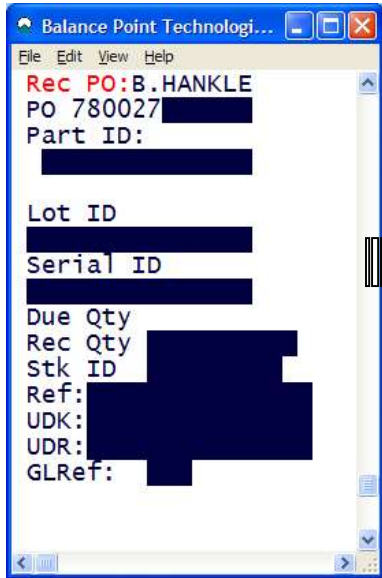 Balance Point Technologi...
File Edit View Help
Rec PO:B.HANKLE
PO 780027
Part ID:
Lot ID
Serial ID
Due Qty
Rec Qty
Stk ID
Ref:
UDK:
UDR:
GLRef: